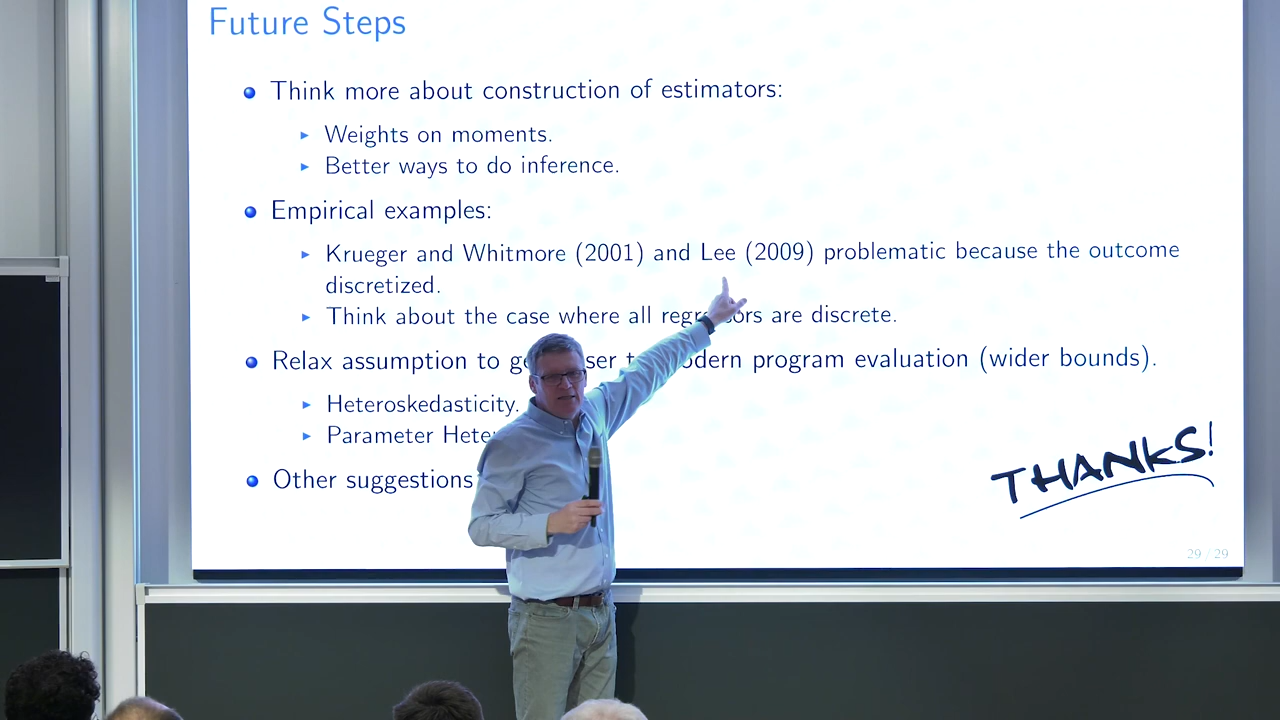 Future Steps
Think more about construction of estimators:
Weights on moments.
Better ways to do inference.
Empirical examples:
Krueger and Whitmore (2001) and Lee (2009) problematic because the outcome
discretized.
Think about the case where all regressors are discrete.
Relax assumption to modern program evaluation (wider bounds).
Heteroskedasticity.
Parameter
Other suggestions
THANKS!
29 / 29